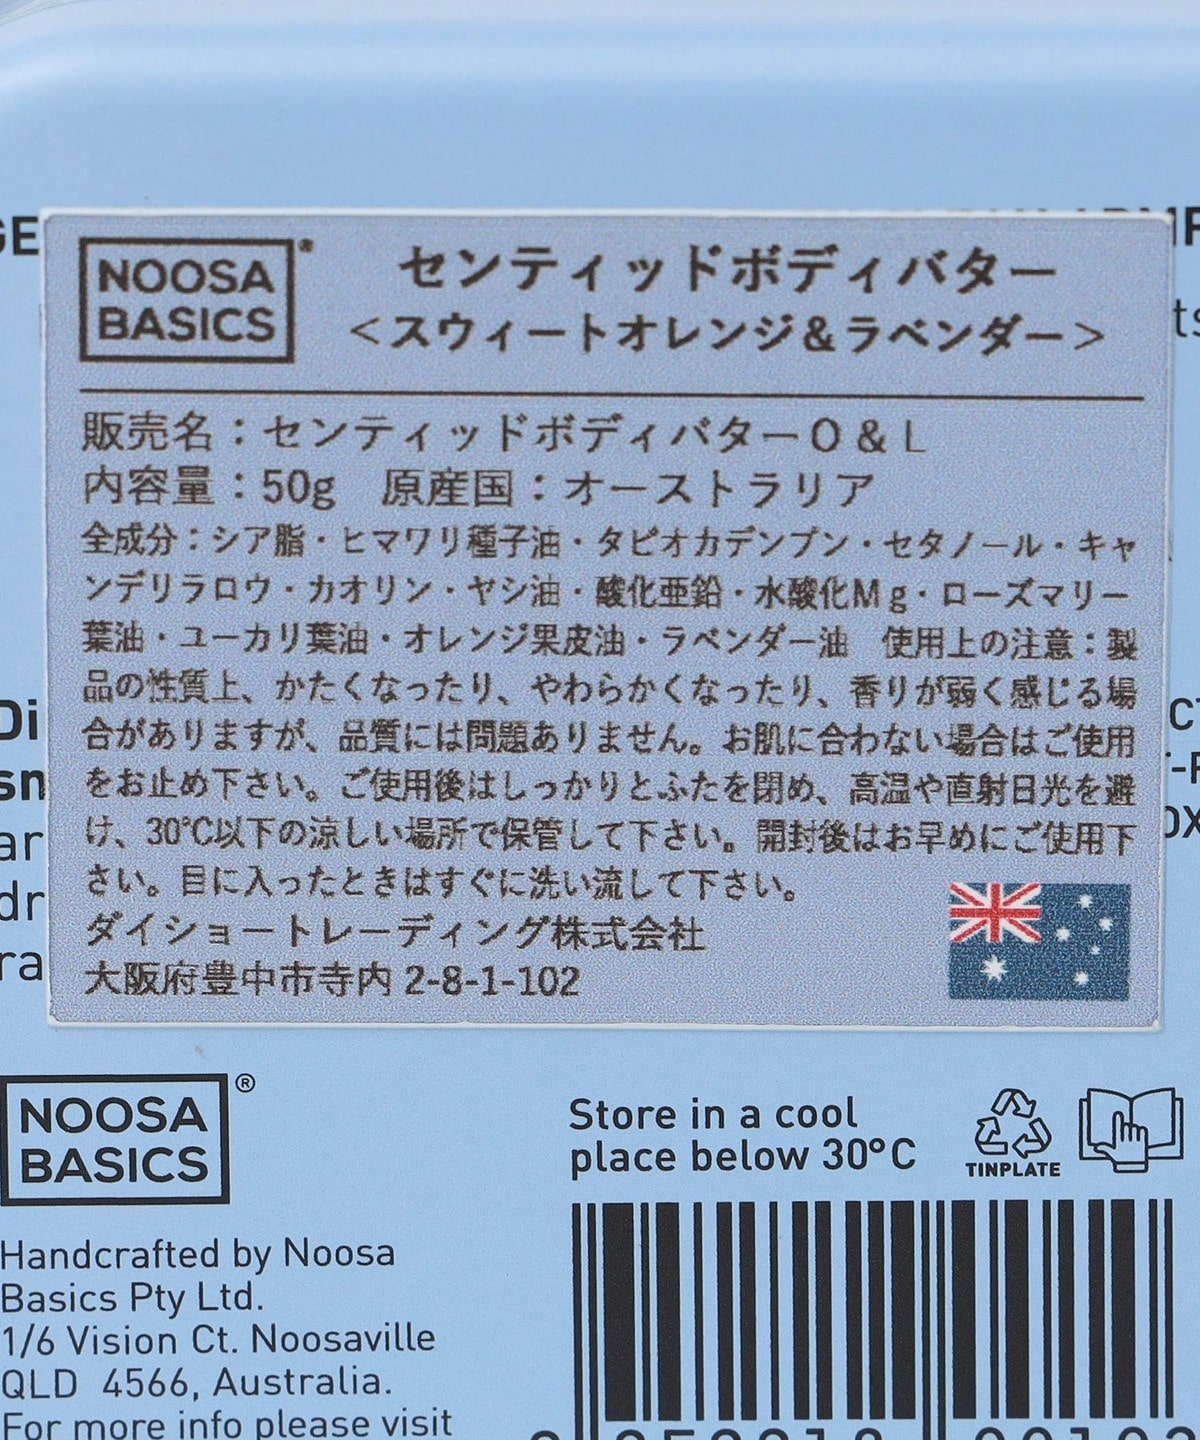 NOOSA
BASICS
®
センティッドボディバター
<スウィートオレンジ&ラベンダー>
販売名:センティッドボディバターO&L
内容量:50g 原産国:オーストラリア
全成分:シア脂・ヒマワリ種子油・タピオカデンプン・セタノール・キャ
ンデリラロウ・カオリン・ヤシ油・酸化亜鉛・水酸化Mg・ローズマリー
葉油・ユーカリ葉油・オレンジ果皮油・ラベンダー油 使用上の注意:製
品の性質上、かたくなったり、やわらかくなったり、香りが弱く感じる場
合がありますが、品質には問題ありません。お肌に合わない場合はご使用
をお止め下さい。ご使用後はしっかりとふたを閉め、高温や直射日光を避
け、30℃以下の涼しい場所で保管して下さい。開封後はお早めにご使用下
さい。目に入ったときはすぐに洗い流して下さい。
ダイショートレーディング株式会社
大阪府豊中市寺内 2-8-1-102
NOOSA
BASICS
®
Store in a cool
place below 30°C
TINPLATE
Handcrafted by Noosa
Basics Pty Ltd.
1/6 Vision Ct. Noosaville
QLD 4566, Australia.
For more info please visit